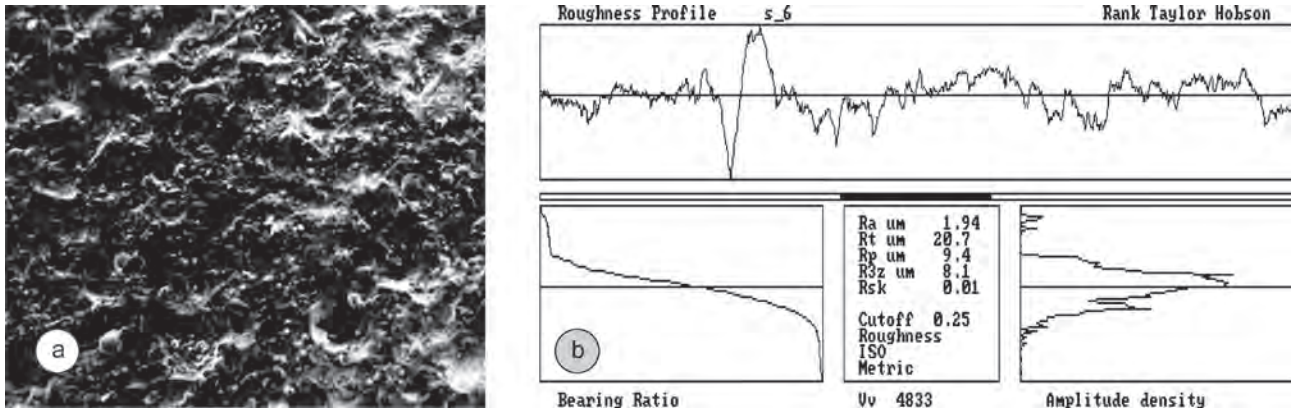 Roughness Profile s_6 Rank Taylor Hobson
a
b
Ra um 1.94
Rt um 20.7
Rp um 9.4
R3z um 8.1
Rsk 0.01
Cutoff 0.25
Roughness
ISO
Metric
Bearing Ratio Vv 4833 Amplitude density